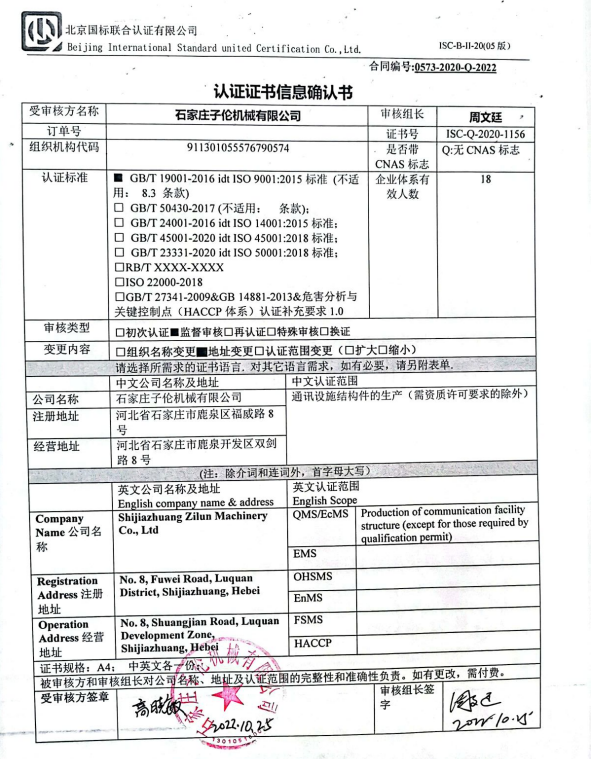 北京国标联合认证有限公司
Beijing International Standard united Certification Co., Ltd.
ISC-B-II-20(05 版)
合同编号:0573-2020-Q-2022
认证证书信息确认书
受审核方名称 石家庄子伦机械有限公司 审核组长 周文廷
订单号 证书号 ISC-Q-2020-1156
组织机构代码 911301055576790574 是否带 Q:无 CNAS 标志
CNAS 标志
认证标准 ■ GB/T 19001-2016 idt ISO 9001:2015 标准 (不适 企业体系有 18
用: 8.3 条款) 效人数
□ GB/T 50430-2017 (不适用: 条款);
□ GB/T 24001-2016 idt ISO 14001:2015 标准;
□ GB/T 45001-2020 idt ISO 45001:2018 标准;
□ GB/T 23331-2020 idt ISO 50001:2018 标准;
□RB/T XXXX-XXXX
□ISO 22000-2018
□GB/T 27341-2009&GB 14881-2013&危害分析与
关键控制点 (HACCP 体系) 认证补充要求 1.0
审核类型 □初次认证■监督审核□再认证□特殊审核□换证
变更内容 □组织名称变更■地址变更□认证范围变更 (□扩大□缩小)
请选择所需求的证书语言. 对其它语言需求, 如有必要, 请另附表单.
中文公司名称及地址 中文认证范围
公司名称 石家庄子伦机械有限公司 通讯设施结构件的生产 (需资质许可要求的除外)
注册地址 河北省石家庄市鹿泉区福威路 8
号
经营地址 河北省石家庄市鹿泉开发区双剑
路 8 号
(注: 除介词和连词外, 首字母大写)
英文公司名称及地址 英文认证范围
English company name & address English Scope
Company Shijiazhuang Zilun Machinery QMS/EcMS Production of communication facility
Name 公司名 Co., Ltd structure (except for those required by
称 qualification permit)
EMS
Registration No. 8, Fuwei Road, Luquan OHSMS
Address 注册 District, Shijiazhuang, Hebei
地址 EnMS
Operation No. 8, Shuangjian Road, Luquan FSMS
Address 经营 Development Zone,
地址 Shijiazhuang, Hebei HACCP
证书规格: A4; 中英文各一份;
被审核方和审核组长对公司名称、地址及认证范围的完整性和准确性负责。如有更改, 需付费。
受审核方签章 2022.10.25 审核组长签
字